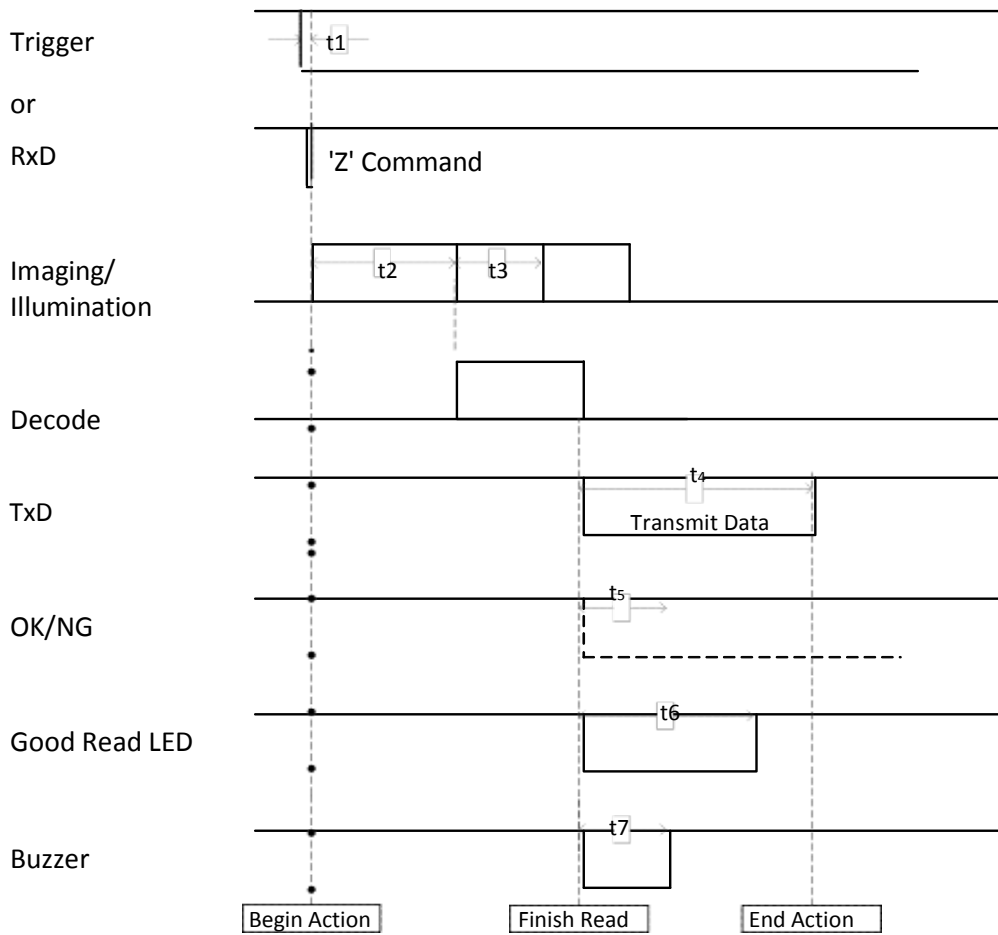 Trigger
t1
or
RxD
'Z' Command
Imaging/
Illumination
t2
t3
Decode
TxD
t4
Transmit Data
OK/NG
t5
Good Read LED
t6
Buzzer
t7
Begin Action
Finish Read
End Action